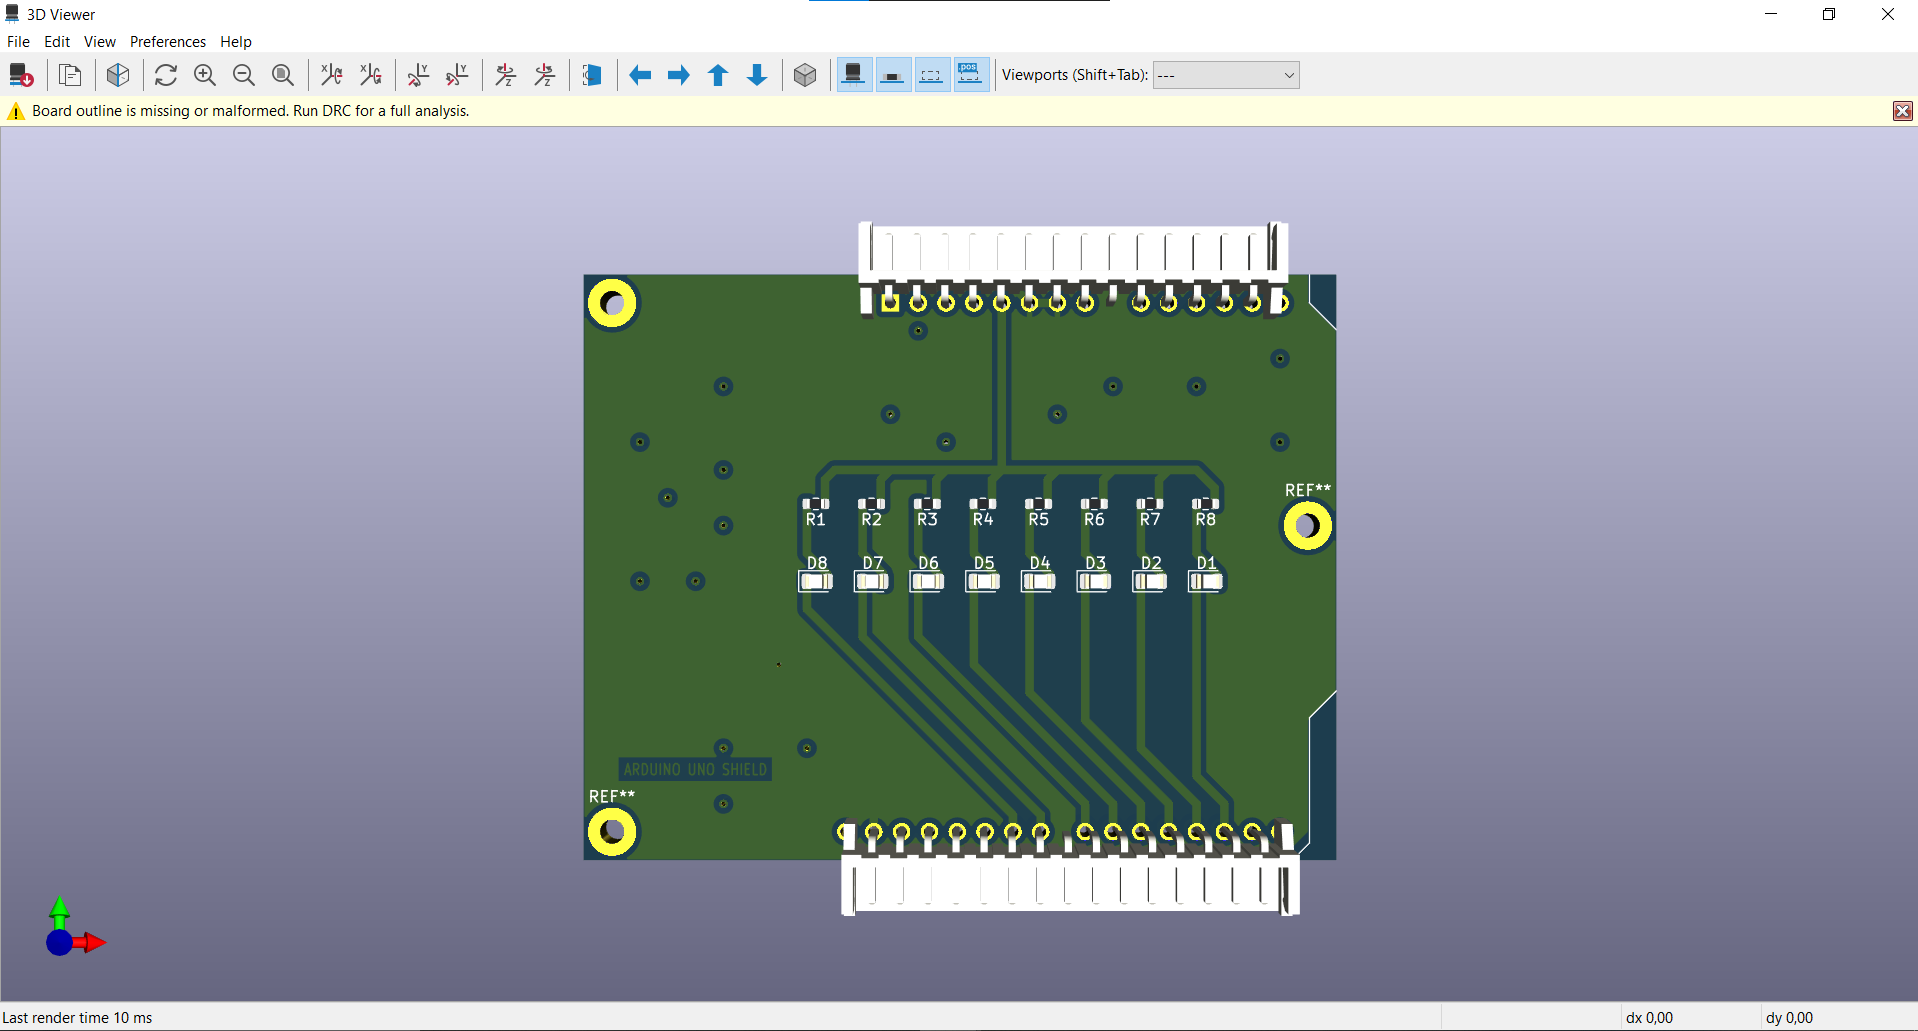 3D Viewer
File Edit View Preferences Help
Viewports (Shift+Tab): ---
Board outline is missing or malformed. Run DRC for a full analysis.
REF**
R1 R2 R3 R4 R5 R6 R7 R8
D8 D7 D6 D5 D4 D3 D2 D1
ARDUINO UNO SHIELD
REF**
Last render time 10 ms
dx 0,00
dy 0,00